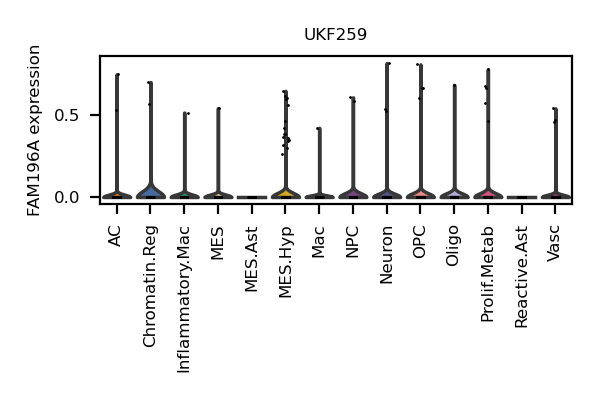 UKF259
FAM196A expression
0.5
0.0
AC
Chromatin.Reg
Inflammatory.Mac
MES
MES.Ast
MES.Hyp
Mac
NPC
Neuron
OPC
Oligo
Prolif.Metab
Reactive.Ast
Vasc